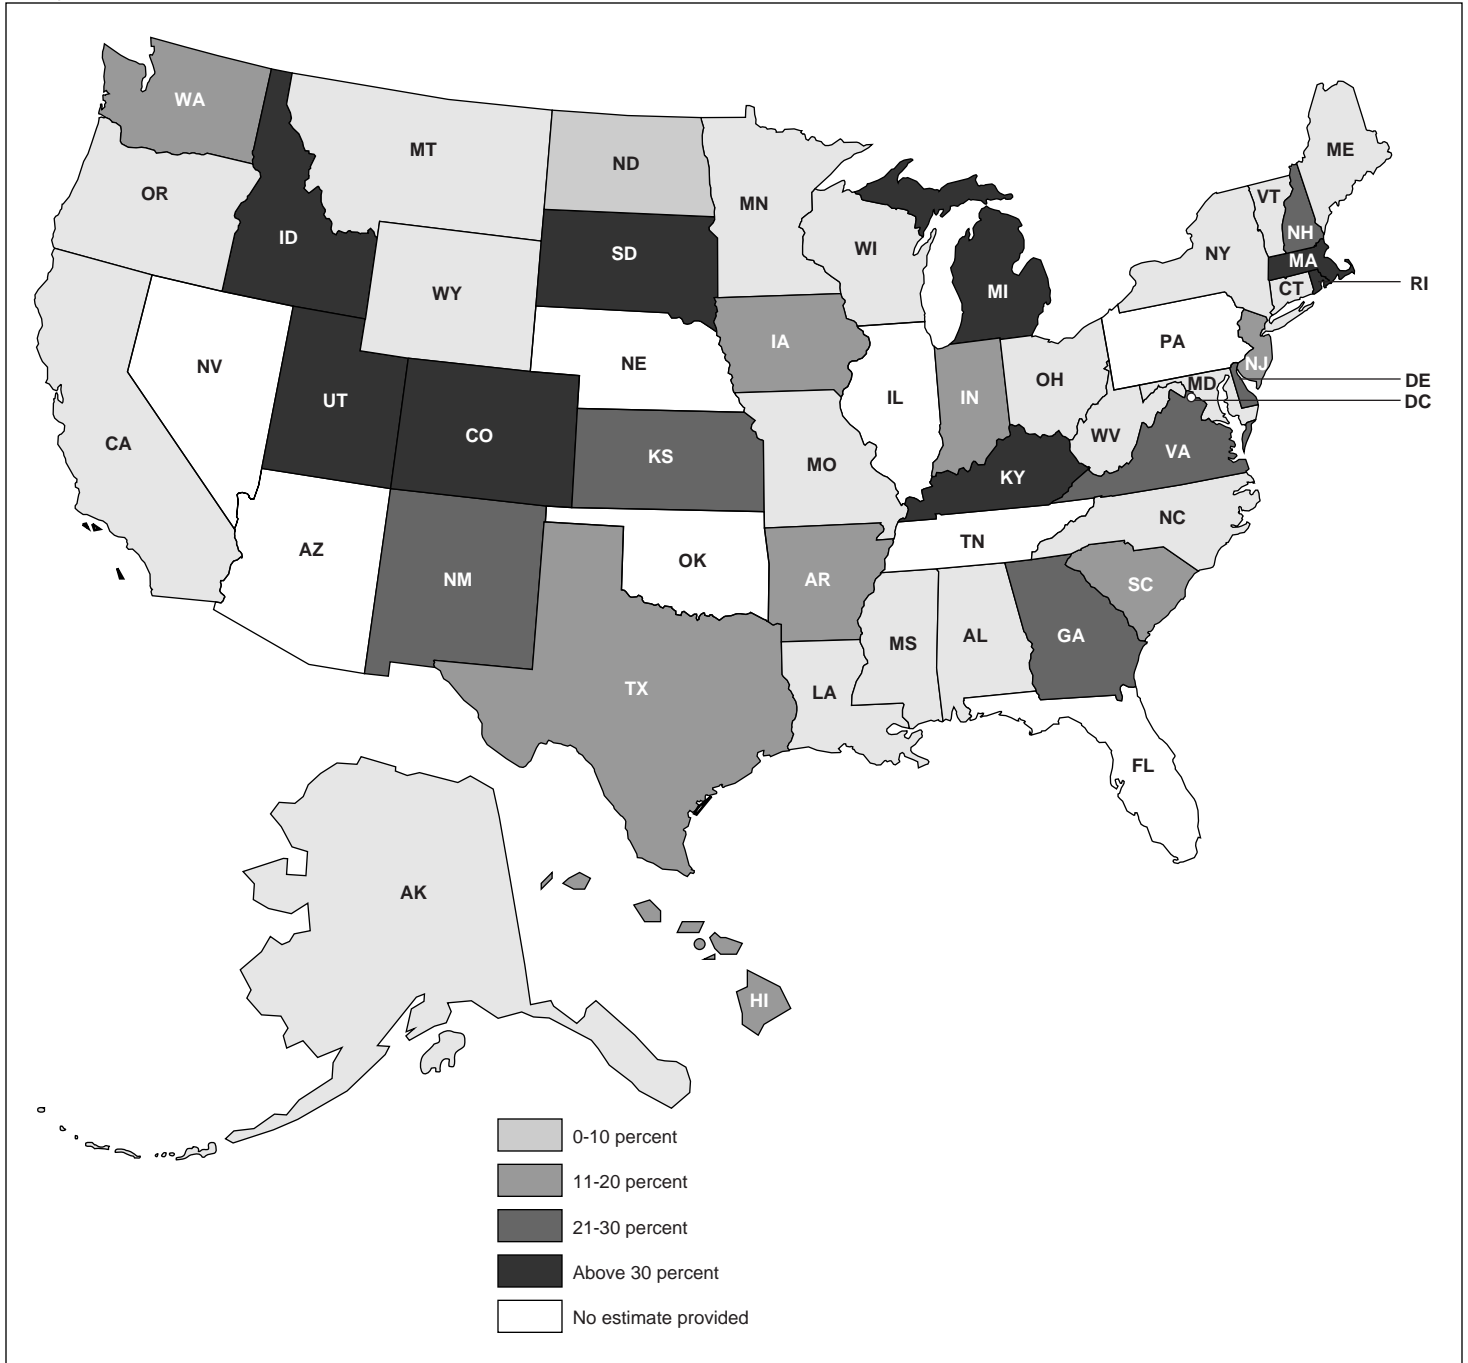 WA
MT
ND
ME
OR
MN
VT
ID
SD
WI
NH
NY
MA
WY
MI
CT
RI
NV
NE
IA
PA
UT
OH
NJ
DE
CO
IL
IN
MD
DC
CA
KS
WV
MO
KY
VA
AZ
NM
OK
TN
NC
AR
SC
MS
AL
GA
TX
LA
FL
AK
HI
0-10 percent
11-20 percent
21-30 percent
Above 30 percent
No estimate provided